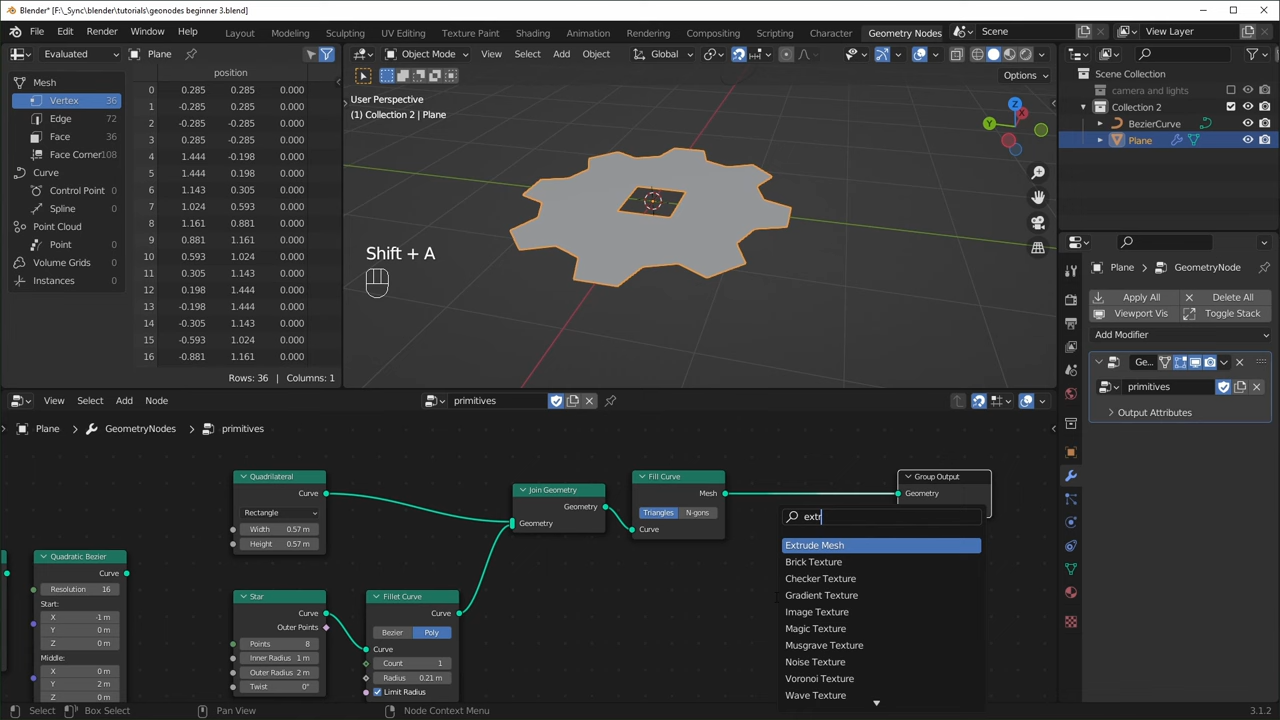 Blender* [F:\_Sync\blender\tutorials\geonodes beginner 3.blend]
File Edit Render Window Help Layout Modeling Sculpting UV Editing Texture Paint Shading Animation Rendering Compositing Scripting Character Geometry Nodes Scene View Layer
Evaluated Plane
Object Mode View Select Add Object Global
Options
Mesh
Vertex 36
Edge 72
Face 36
Face Corner 108
Curve
Control Point 0
Spline 0
Point Cloud
Point 0
Volume Grids 0
Instances 0
position
0 0.285 0.285 0.000
1 -0.285 0.285 0.000
2 -0.285 -0.285 0.000
3 0.285 -0.285 0.000
4 1.444 -0.198 0.000
5 1.444 0.198 0.000
6 1.143 0.305 0.000
7 1.024 0.593 0.000
8 1.161 0.881 0.000
9 0.881 1.161 0.000
10 0.593 1.024 0.000
11 0.305 1.143 0.000
12 0.198 1.444 0.000
13 -0.198 1.444 0.000
14 -0.305 1.143 0.000
15 -0.593 1.024 0.000
16 -0.881 1.161 0.000
Rows: 36 | Columns: 1
User Perspective
(1) Collection 2 | Plane
Z
Y
X
Shift + A
Scene Collection
camera and lights
Collection 2
BezierCurve
Plane
Plane GeometryNode
Apply All Delete All
Viewport Vis Toggle Stack
Add Modifier
Ge...
primitives
Output Attributes
View Select Add Node primitives
Plane GeometryNodes primitives
Quadratic Bezier
Curve
Resolution 16
Start:
X -1 m
Y 0 m
Z 0 m
Middle:
X 0 m
Y 2 m
Z 0 m
Quadrilateral
Curve
Rectangle
Width 0.57 m
Height 0.57 m
Star
Curve
Outer Points
Points 8
Inner Radius 1 m
Outer Radius 2 m
Twist 0°
Fillet Curve
Curve
Bezier Poly
Curve
Count 1
Radius 0.21 m
Limit Radius
Join Geometry
Geometry
Geometry
Fill Curve
Mesh
Triangles N-gons
Curve
Group Output
Geometry
extr
Extrude Mesh
Brick Texture
Checker Texture
Gradient Texture
Image Texture
Magic Texture
Musgrave Texture
Noise Texture
Voronoi Texture
Wave Texture
Select Box Select Pan View Node Context Menu 3.1.2